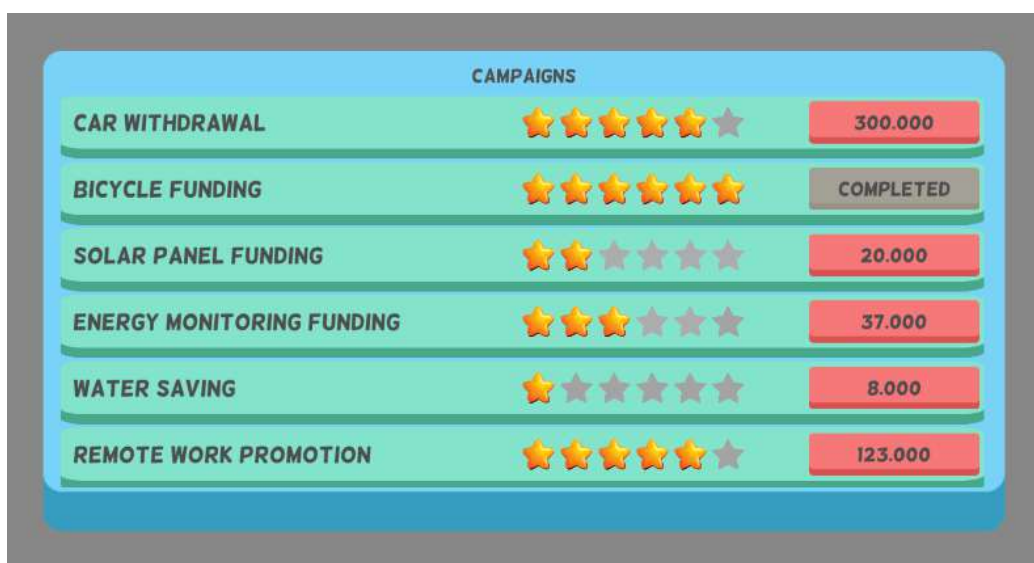 CAMPAIGNS
CAR WITHDRAWAL 300.000
BICYCLE FUNDING COMPLETED
SOLAR PANEL FUNDING 20.000
ENERGY MONITORING FUNDING 37.000
WATER SAVING 8.000
REMOTE WORK PROMOTION 123.000